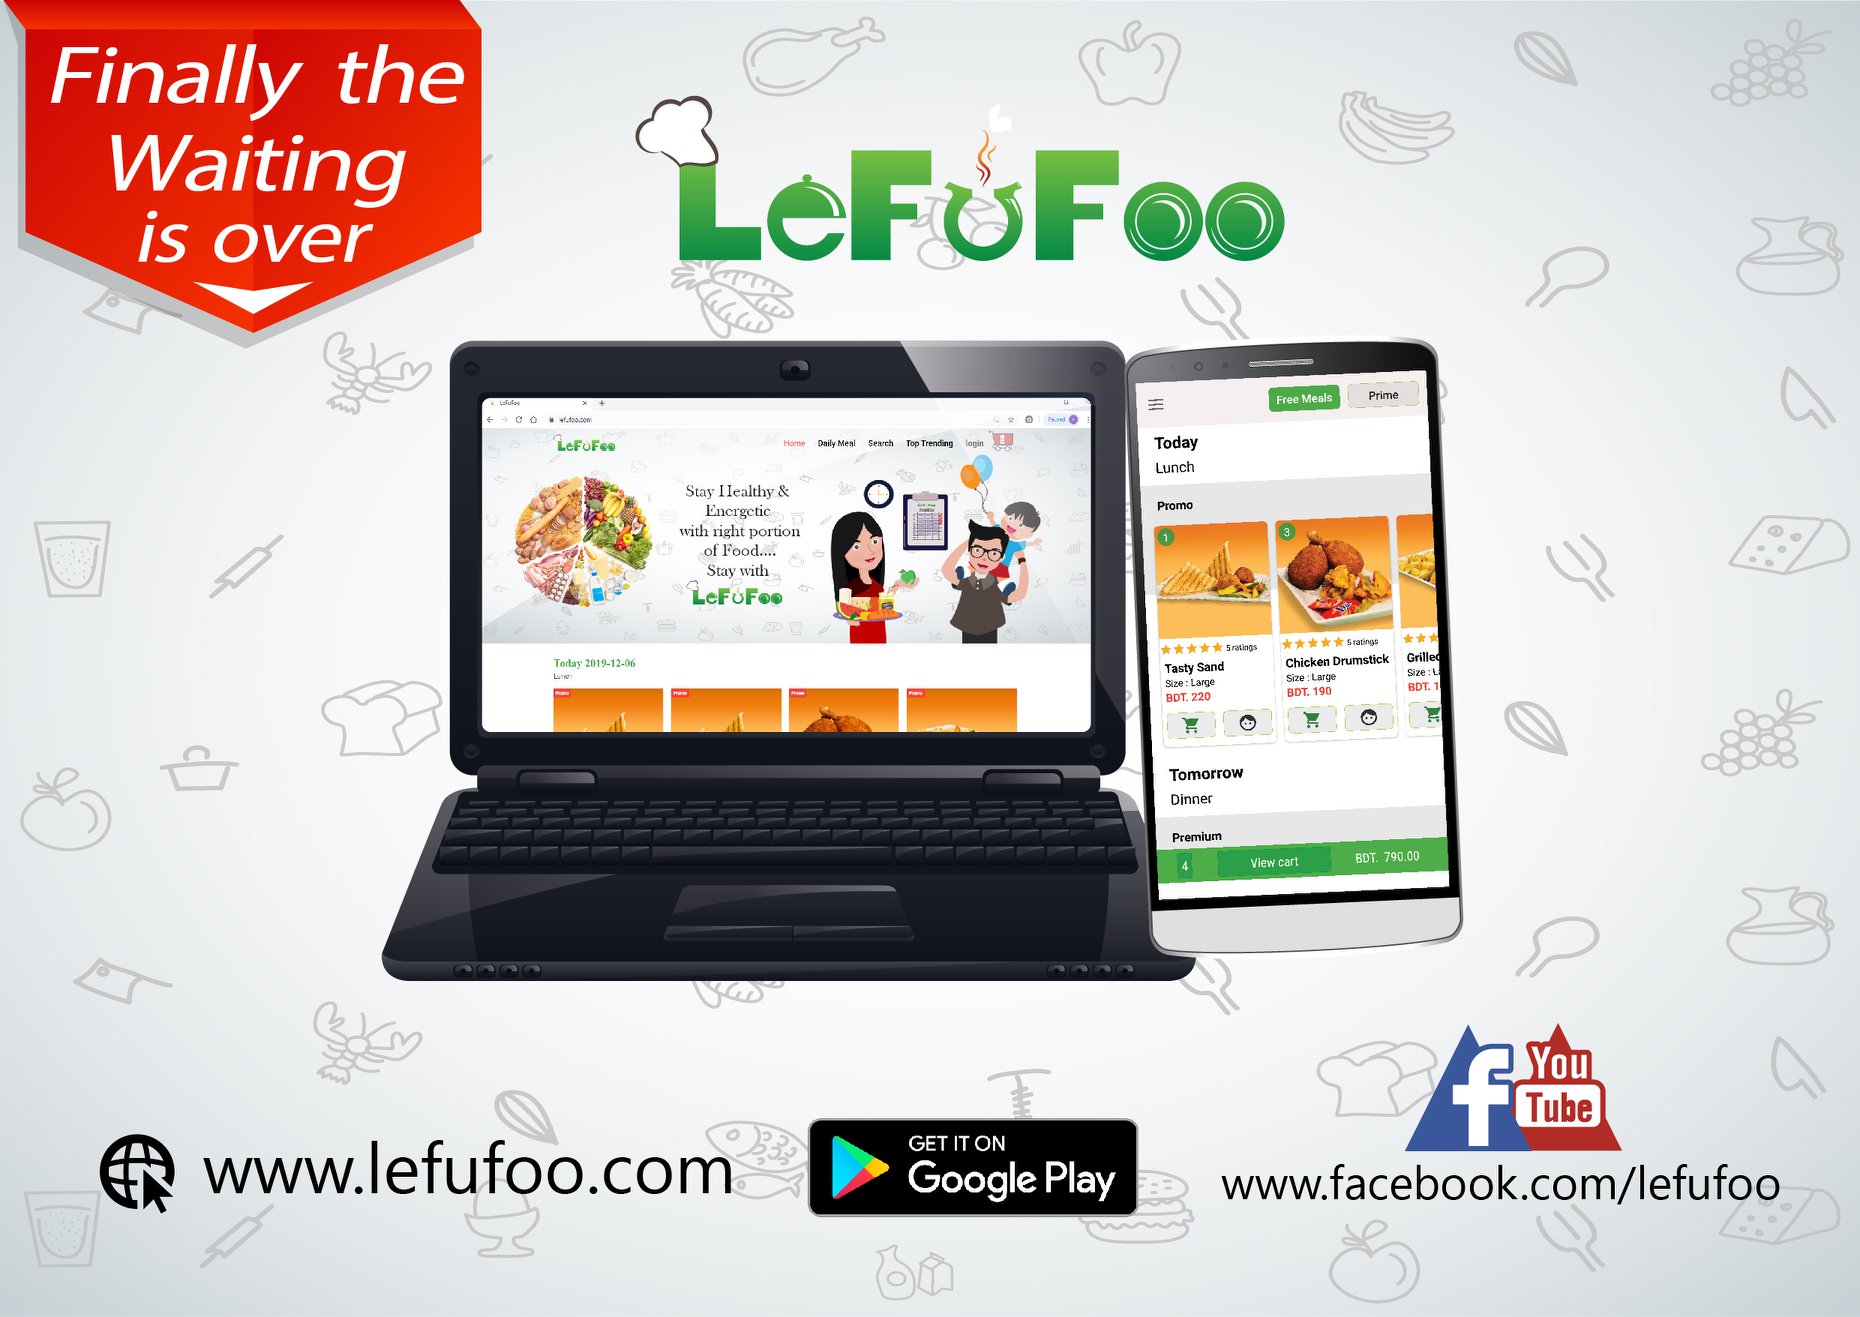 Finally the
Waiting
is over
LeFuFoo
LeFuFoo
lefufoo.com
Paused
LeFuFoo
Home Daily Meal Search Top Trending login
Stay Healthy &
Energetic
with right portion
of Food....
Stay with
LeFuFoo
Today 2019-12-06
Lunch
Promo Promo Promo Promo
Free Meals Prime
Today
Lunch
Promo
1 3
5 ratings 5 ratings
Tasty Sand Chicken Drumstick Grilled
Size : Large Size : Large Size : L
BDT. 220 BDT. 190 BDT. 1
Tomorrow
Dinner
Premium
4 View cart BDT. 790.00
f You
Tube
www.lefufoo.com
GET IT ON
Google Play
www.facebook.com/lefufoo